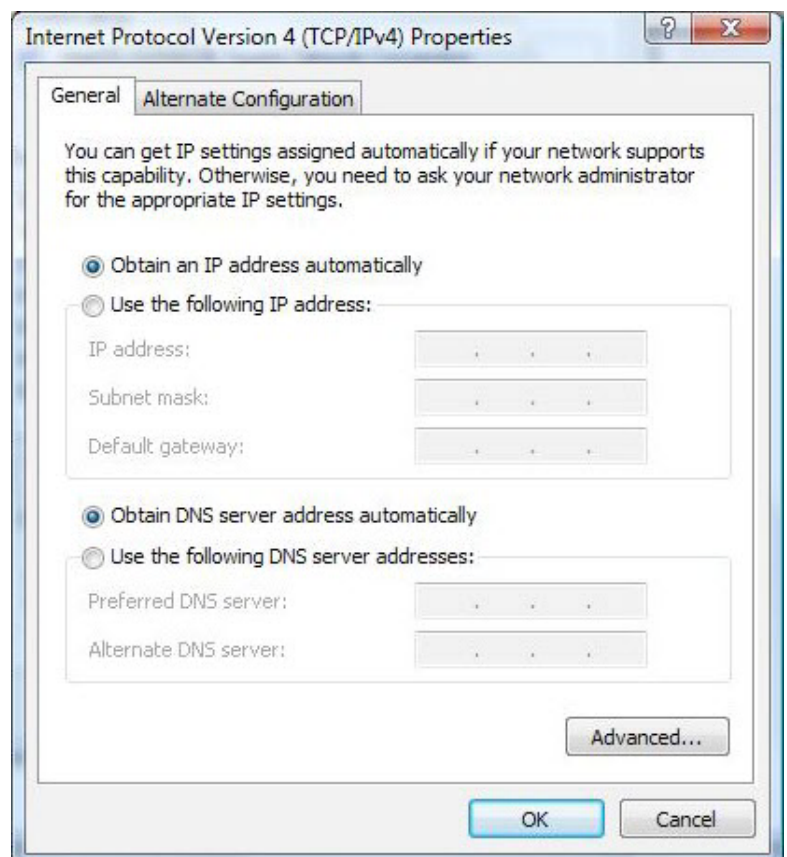 Internet Protocol Version 4 (TCP/IPv4) Properties
General
Alternate Configuration
You can get IP settings assigned automatically if your network supports
this capability. Otherwise, you need to ask your network administrator
for the appropriate IP settings.
Obtain an IP address automatically
Use the following IP address:
IP address:
Subnet mask:
Default gateway:
Obtain DNS server address automatically
Use the following DNS server addresses:
Preferred DNS server:
Alternate DNS server:
Advanced...
OK
Cancel